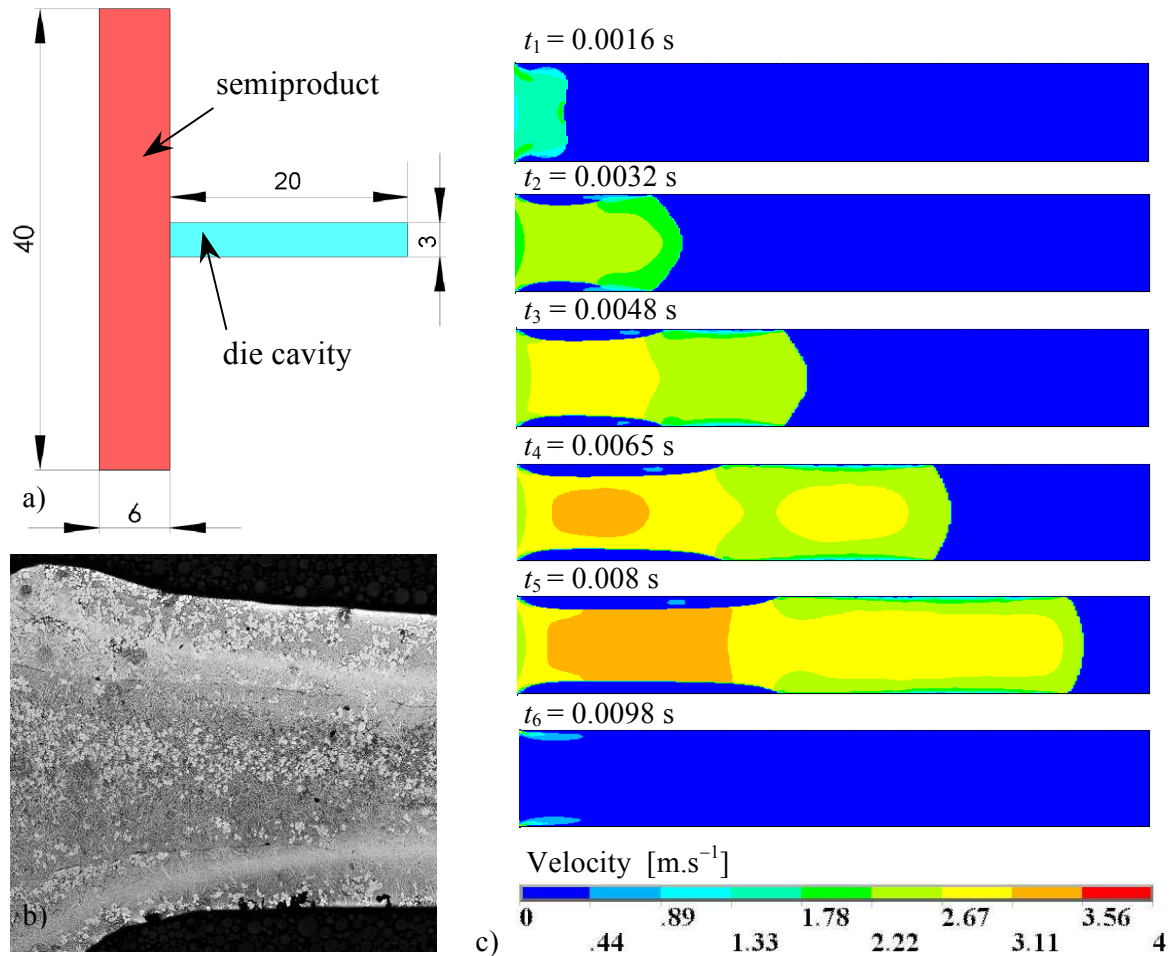 semiproduct
20
40
3
die cavity
a)
6
b)
t₁ = 0.0016 s
t₂ = 0.0032 s
t₃ = 0.0048 s
t₄ = 0.0065 s
t₅ = 0.008 s
t₆ = 0.0098 s
Velocity [m.s⁻¹]
0 .89 1.78 2.67 3.56
.44 1.33 2.22 3.11 4
c)